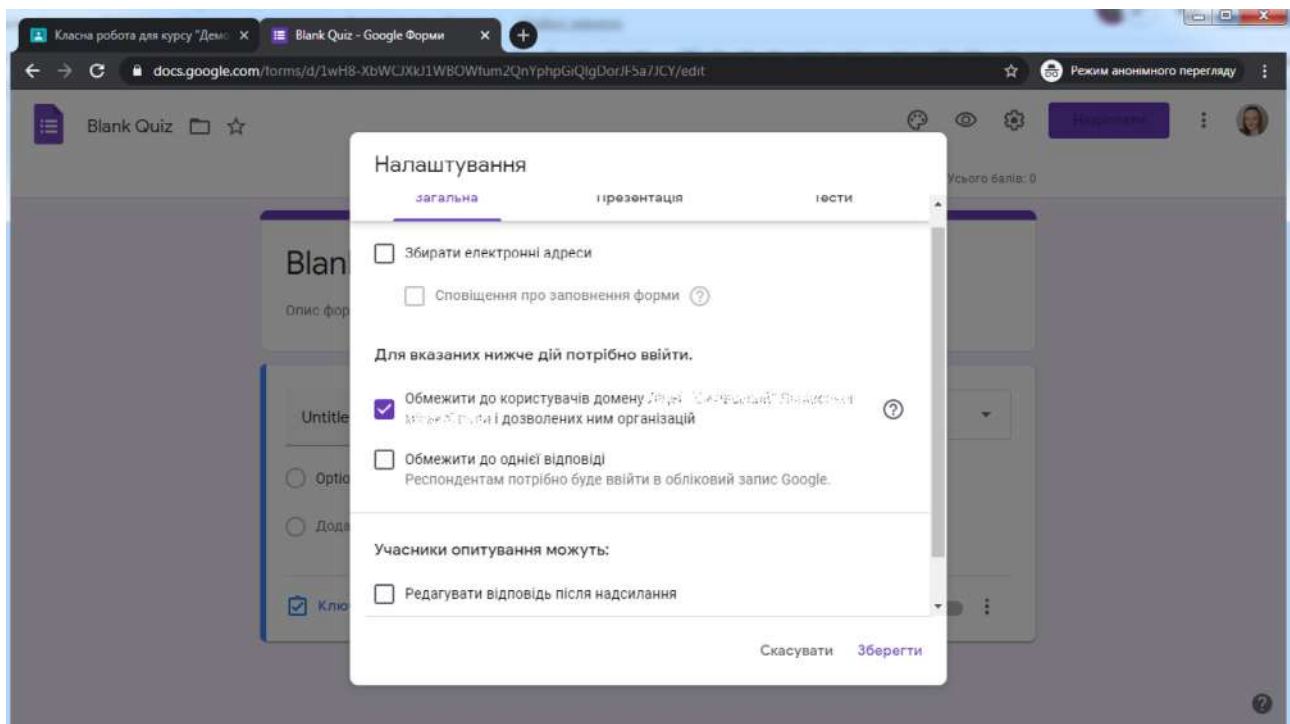 Класна робота для курсу "Демо
Blank Quiz - Google Форми
docs.google.com/forms/d/1wH8-XbWCJXkJ1WBOWfum2QnYphpGiQlgDorJF5a7JCY/edit
Режим анонімного перегляду
Blank Quiz
Надіслати
Налаштування
Усього балів: 0
Загальна Презентація Тести
Blan
Опис фор
Збирати електронні адреси
Сповіщення про заповнення форми
Для вказаних нижче дій потрібно ввійти.
Untitle
Обмежити до користувачів домену
і дозволених ним організацій
Optio
Обмежити до однієї відповіді
Респондентам потрібно буде ввійти в обліковий запис Google.
Дода
Учасники опитування можуть:
Редагувати відповідь після надсилання
Клю
Скасувати Зберегти